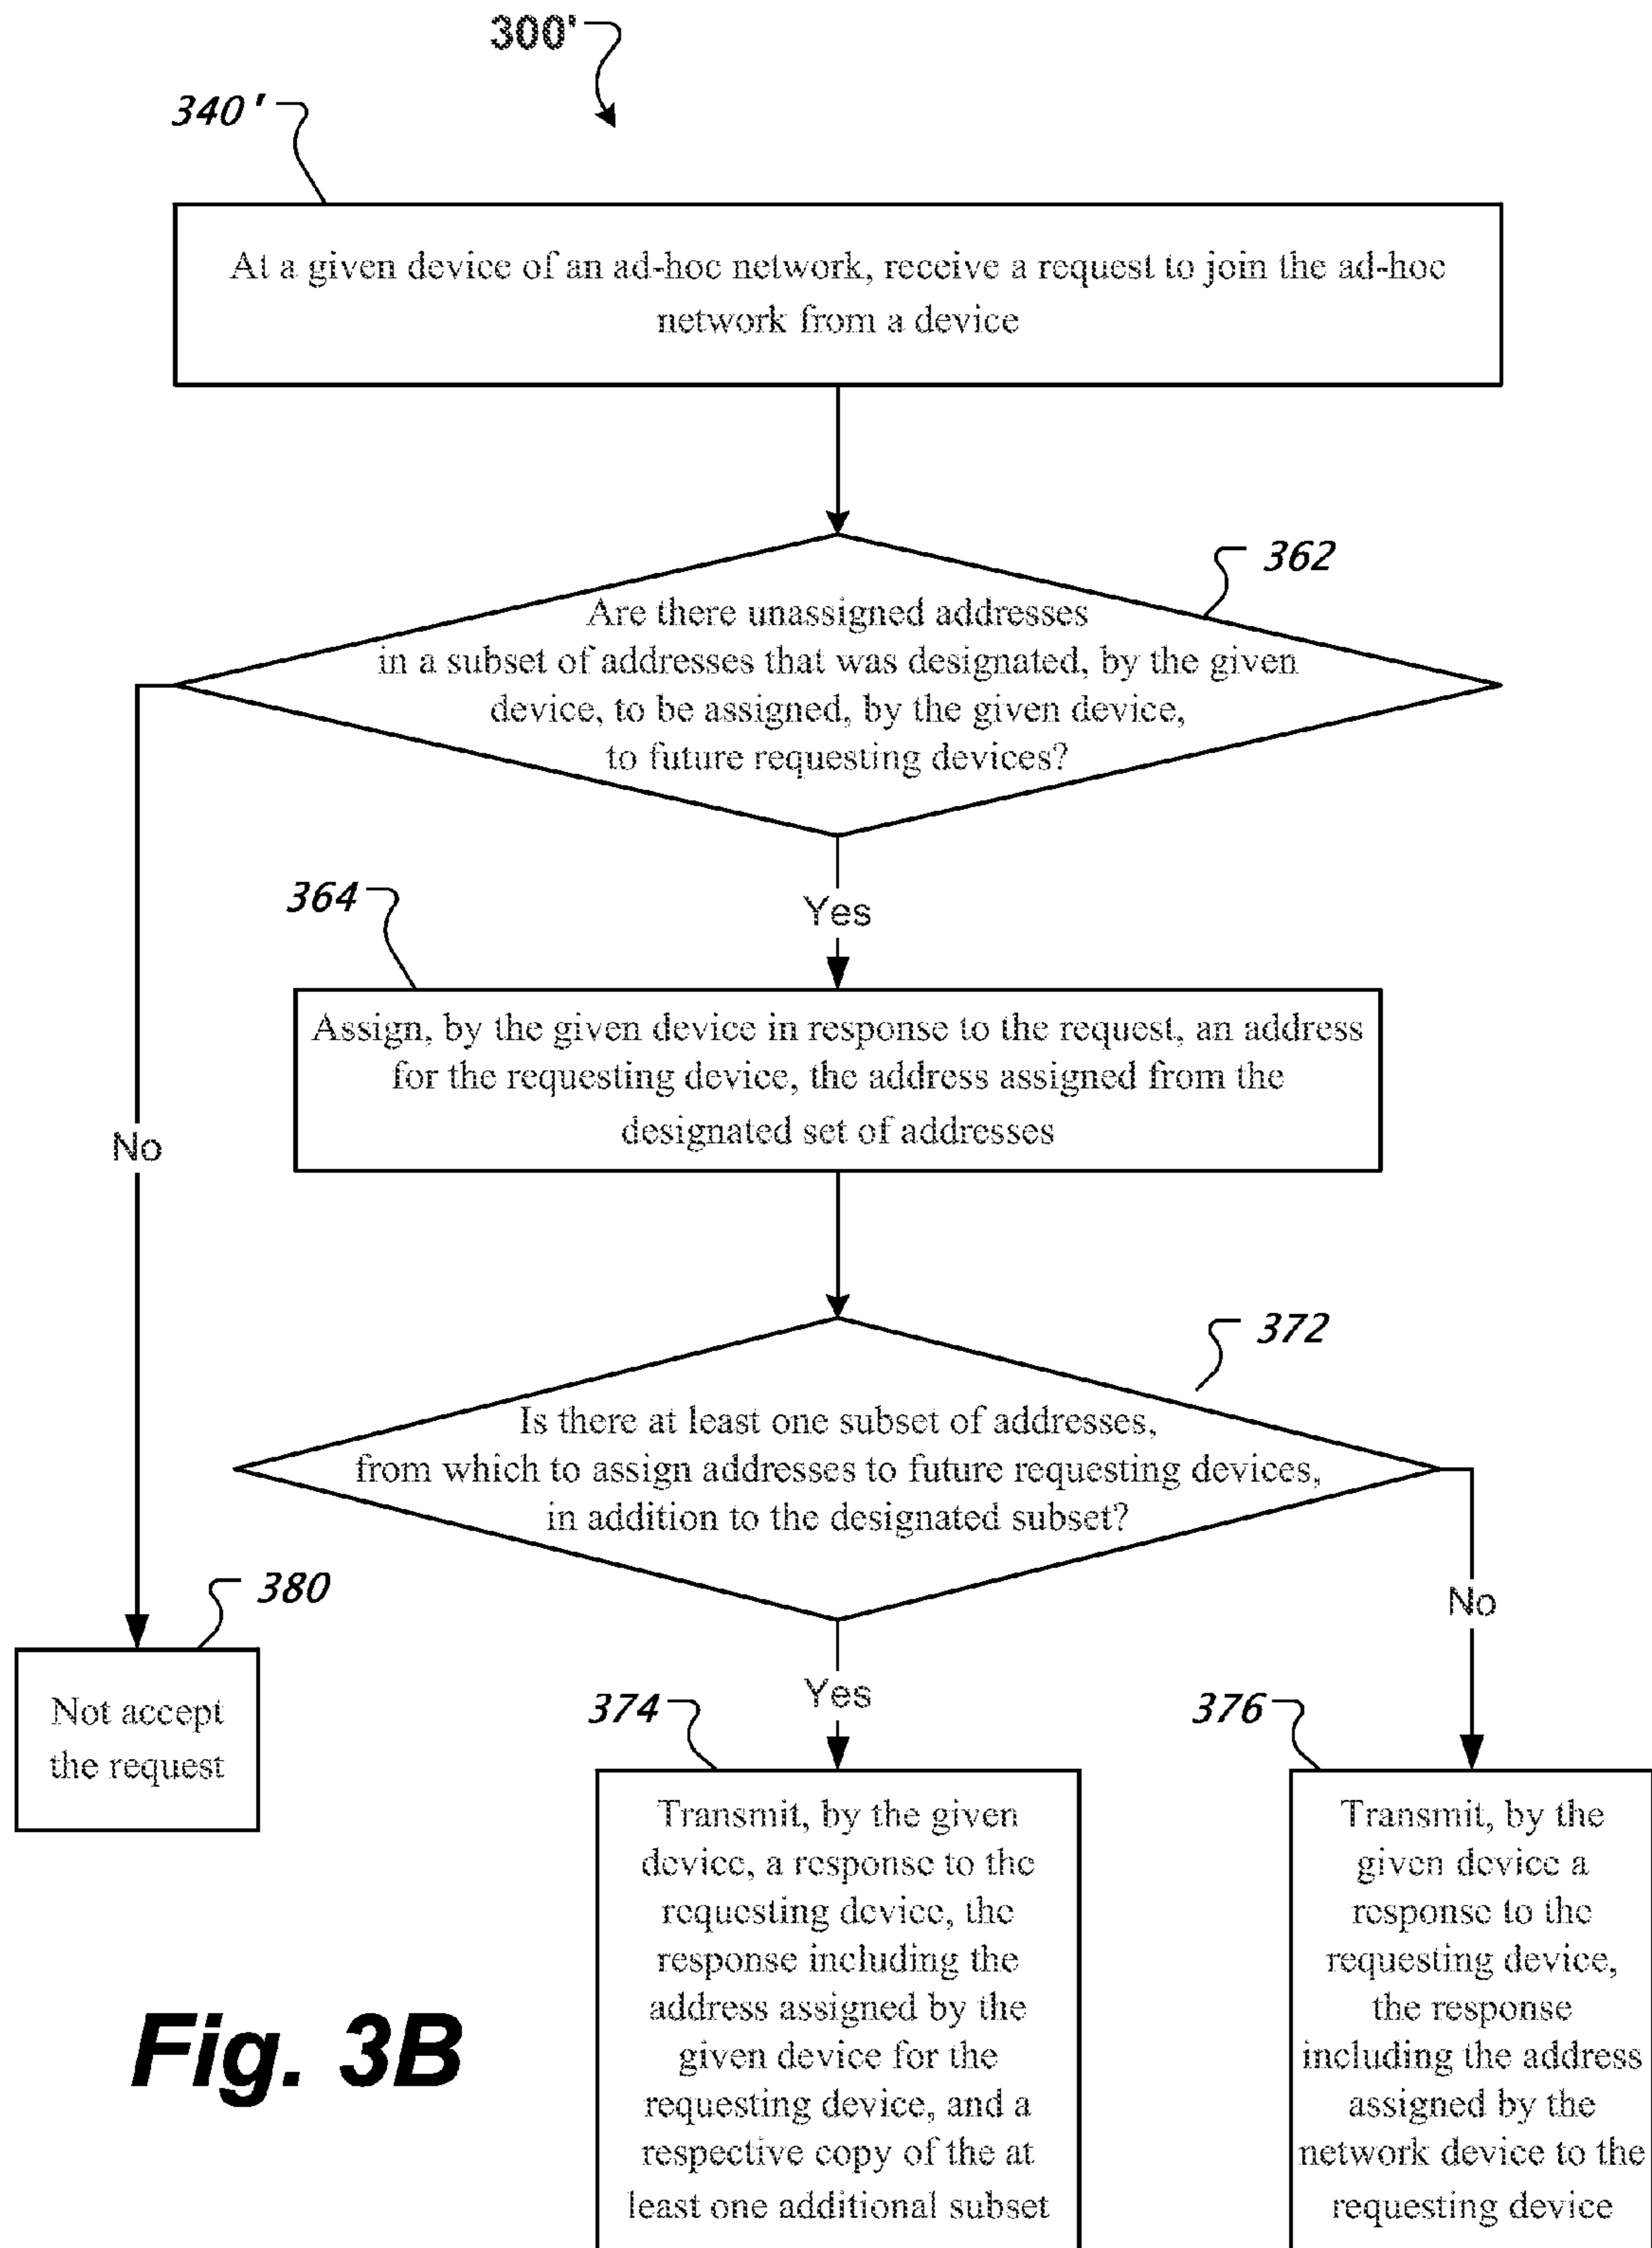 300'
340'
At a given device of an ad-hoc network, receive a request to join the ad-hoc
network from a device
362
Are there unassigned addresses
in a subset of addresses that was designated, by the given
device, to be assigned, by the given device,
to future requesting devices?
364
Yes
Assign, by the given device in response to the request, an address
for the requesting device, the address assigned from the
designated set of addresses
No
372
Is there at least one subset of addresses,
from which to assign addresses to future requesting devices,
in addition to the designated subset?
380
No
Not accept
the request
374
Yes
376
Transmit, by the given
device, a response to the
requesting device, the
response including the
address assigned by the
given device for the
requesting device, and a
respective copy of the at
least one additional subset
Transmit, by the
given device a
response to the
requesting device,
the response
including the address
assigned by the
network device to the
requesting device
Fig. 3B